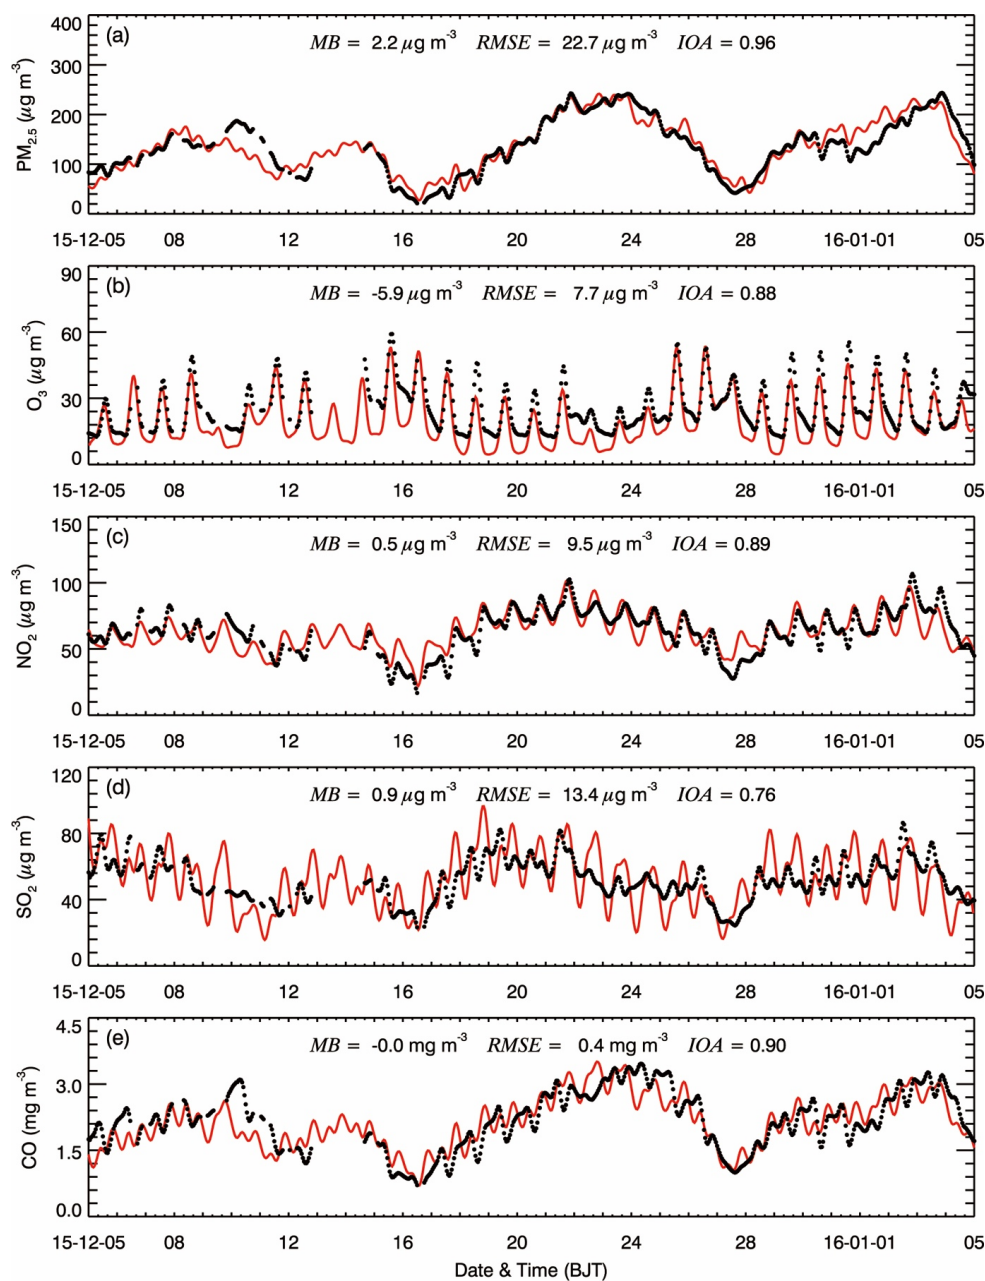 (a) MB = 2.2 μg m-3 RMSE = 22.7 μg m-3 IOA = 0.96
PM2.5 (μg m-3)
400
300
200
100
0
15-12-05 08 12 16 20 24 28 16-01-01 05
(b) MB = -5.9 μg m-3 RMSE = 7.7 μg m-3 IOA = 0.88
O3 (μg m-3)
90
60
30
0
15-12-05 08 12 16 20 24 28 16-01-01 05
(c) MB = 0.5 μg m-3 RMSE = 9.5 μg m-3 IOA = 0.89
NO2 (μg m-3)
150
100
50
0
15-12-05 08 12 16 20 24 28 16-01-01 05
(d) MB = 0.9 μg m-3 RMSE = 13.4 μg m-3 IOA = 0.76
SO2 (μg m-3)
120
80
40
0
15-12-05 08 12 16 20 24 28 16-01-01 05
(e) MB = -0.0 mg m-3 RMSE = 0.4 mg m-3 IOA = 0.90
CO (mg m-3)
4.5
3.0
1.5
0.0
15-12-05 08 12 16 20 24 28 16-01-01 05
Date & Time (BJT)